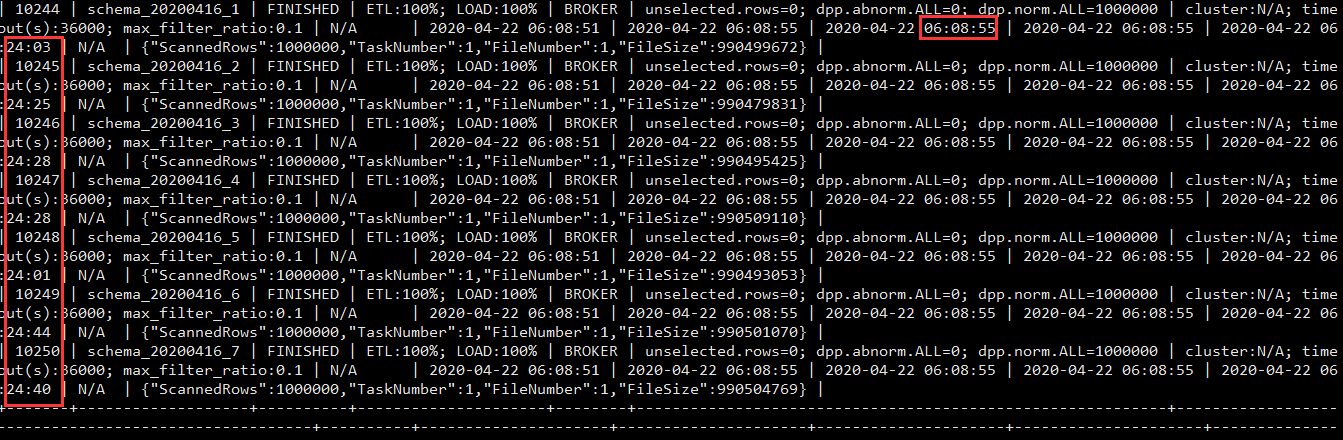 | 10244 | schema_20200416_1 | FINISHED | ETL:100%; LOAD:100% | BROKER | unselected.rows=0; dpp.abnorm.ALL=0; dpp.norm.ALL=1000000 | cluster:N/A; time
out(s):36000; max_filter_ratio:0.1 | N/A | 2020-04-22 06:08:51 | 2020-04-22 06:08:55 | 2020-04-22 06:08:55 | 2020-04-22 06:08:55 | 2020-04-22 06
:24:03 | N/A | {"ScannedRows":1000000,"TaskNumber":1,"FileNumber":1,"FileSize":990499672} |
| 10245 | schema_20200416_2 | FINISHED | ETL:100%; LOAD:100% | BROKER | unselected.rows=0; dpp.abnorm.ALL=0; dpp.norm.ALL=1000000 | cluster:N/A; time
out(s):36000; max_filter_ratio:0.1 | N/A | 2020-04-22 06:08:51 | 2020-04-22 06:08:55 | 2020-04-22 06:08:55 | 2020-04-22 06:08:55 | 2020-04-22 06
:24:25 | N/A | {"ScannedRows":1000000,"TaskNumber":1,"FileNumber":1,"FileSize":990479831} |
| 10246 | schema_20200416_3 | FINISHED | ETL:100%; LOAD:100% | BROKER | unselected.rows=0; dpp.abnorm.ALL=0; dpp.norm.ALL=1000000 | cluster:N/A; time
out(s):36000; max_filter_ratio:0.1 | N/A | 2020-04-22 06:08:51 | 2020-04-22 06:08:55 | 2020-04-22 06:08:55 | 2020-04-22 06:08:55 | 2020-04-22 06
:24:28 | N/A | {"ScannedRows":1000000,"TaskNumber":1,"FileNumber":1,"FileSize":990495425} |
| 10247 | schema_20200416_4 | FINISHED | ETL:100%; LOAD:100% | BROKER | unselected.rows=0; dpp.abnorm.ALL=0; dpp.norm.ALL=1000000 | cluster:N/A; time
out(s):36000; max_filter_ratio:0.1 | N/A | 2020-04-22 06:08:51 | 2020-04-22 06:08:55 | 2020-04-22 06:08:55 | 2020-04-22 06:08:55 | 2020-04-22 06
:24:28 | N/A | {"ScannedRows":1000000,"TaskNumber":1,"FileNumber":1,"FileSize":990509110} |
| 10248 | schema_20200416_5 | FINISHED | ETL:100%; LOAD:100% | BROKER | unselected.rows=0; dpp.abnorm.ALL=0; dpp.norm.ALL=1000000 | cluster:N/A; time
out(s):36000; max_filter_ratio:0.1 | N/A | 2020-04-22 06:08:51 | 2020-04-22 06:08:55 | 2020-04-22 06:08:55 | 2020-04-22 06:08:55 | 2020-04-22 06
:24:01 | N/A | {"ScannedRows":1000000,"TaskNumber":1,"FileNumber":1,"FileSize":990493053} |
| 10249 | schema_20200416_6 | FINISHED | ETL:100%; LOAD:100% | BROKER | unselected.rows=0; dpp.abnorm.ALL=0; dpp.norm.ALL=1000000 | cluster:N/A; time
out(s):36000; max_filter_ratio:0.1 | N/A | 2020-04-22 06:08:51 | 2020-04-22 06:08:55 | 2020-04-22 06:08:55 | 2020-04-22 06:08:55 | 2020-04-22 06
:24:44 | N/A | {"ScannedRows":1000000,"TaskNumber":1,"FileNumber":1,"FileSize":990501070} |
| 10250 | schema_20200416_7 | FINISHED | ETL:100%; LOAD:100% | BROKER | unselected.rows=0; dpp.abnorm.ALL=0; dpp.norm.ALL=1000000 | cluster:N/A; time
out(s):36000; max_filter_ratio:0.1 | N/A | 2020-04-22 06:08:51 | 2020-04-22 06:08:55 | 2020-04-22 06:08:55 | 2020-04-22 06:08:55 | 2020-04-22 06
:24:40 | N/A | {"ScannedRows":1000000,"TaskNumber":1,"FileNumber":1,"FileSize":990504769} |